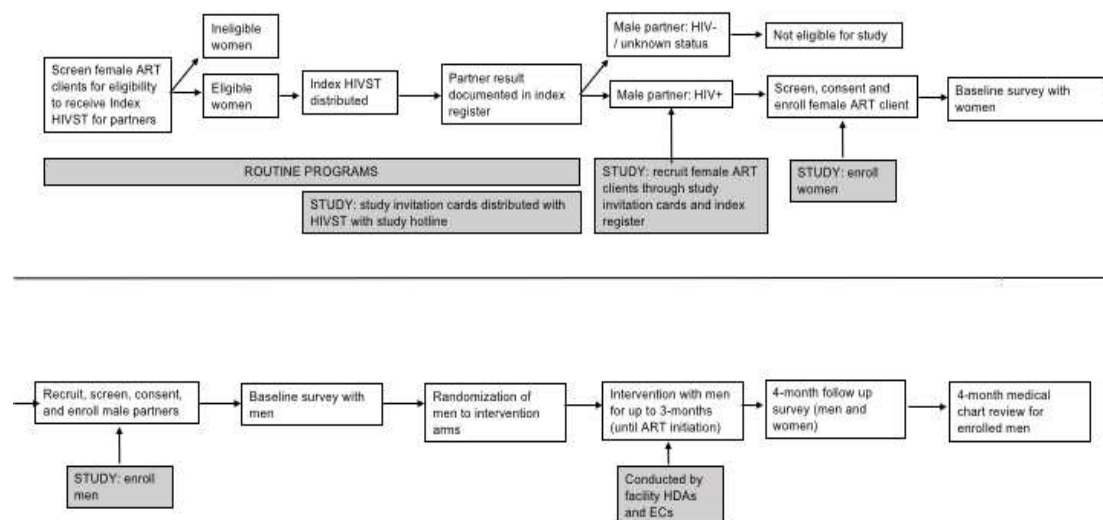 Screen female ART
clients for eligibility
to receive Index
HIVST for partners
Ineligible
women
Eligible
women
Index HIVST
distributed
Partner result
documented in index
register
Male partner: HIV-
/ unknown status
Not eligible for study
Male partner: HIV+
Screen, consent and
enroll female ART client
Baseline survey with
women
ROUTINE PROGRAMS
STUDY: study invitation cards distributed with
HIVST with study hotline
STUDY: recruit female ART
clients through study
invitation cards and index
register
STUDY: enroll
women
Recruit, screen, consent,
and enroll male partners
Baseline survey with
men
Randomization of
men to intervention
arms
Intervention with men
for up to 3-months
(until ART initiation)
4-month follow up
survey (men and
women)
4-month medical
chart review for
enrolled men
STUDY: enroll
men
Conducted by
facility HDAs
and ECs